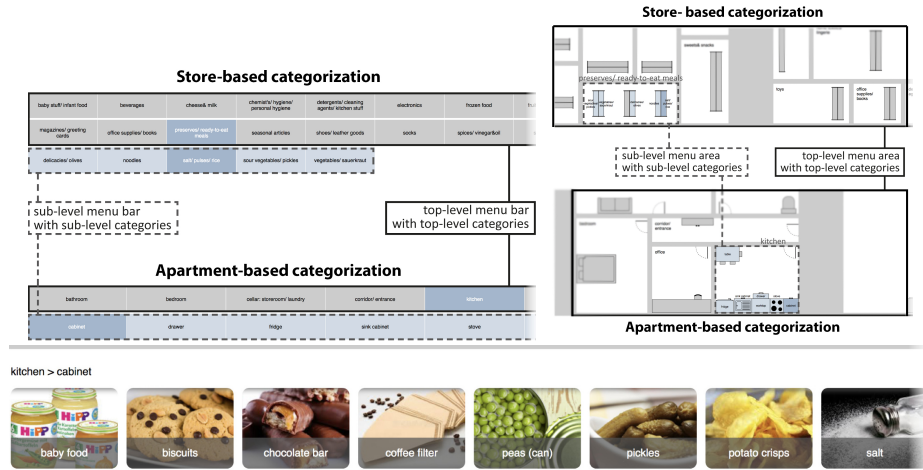 Store-based categorization
baby stuff/ infant food
beverages
cheese& milk
chemist's/ hygiene/
personal hygiene
detergents/ cleaning
agents/ kitchen stuff
electronics
frozen food
magazines/ greeting
cards
office supplies/ books
preserves/ ready-to-eat
meals
seasonal articles
shoes/ leather goods
socks
spices/ vinegar&oil
delicacies/ olives
noodles
salt/ pulses/ rice
sour vegetables/ pickles
vegetables/ sauerkraut
sub-level menu bar
with sub-level categories
top-level menu bar
with top-level categories
Apartment-based categorization
bathroom
bedroom
cellar: storeroom/ laundry
corridor/ entrance
kitchen
cabinet
drawer
fridge
sink cabinet
stove
Store- based categorization
sweets& snacks
preserves/ ready-to-eat meals
toys
office
supplies/
books
sub-level menu area
with sub-level categories
top-level menu area
with top-level categories
corridor/
entrance
office
kitchen
Apartment-based categorization
kitchen > cabinet
HiPP
HiPP
HiPP
baby food
biscuits
chocolate bar
coffee filter
peas (can)
pickles
potato crisps
salt